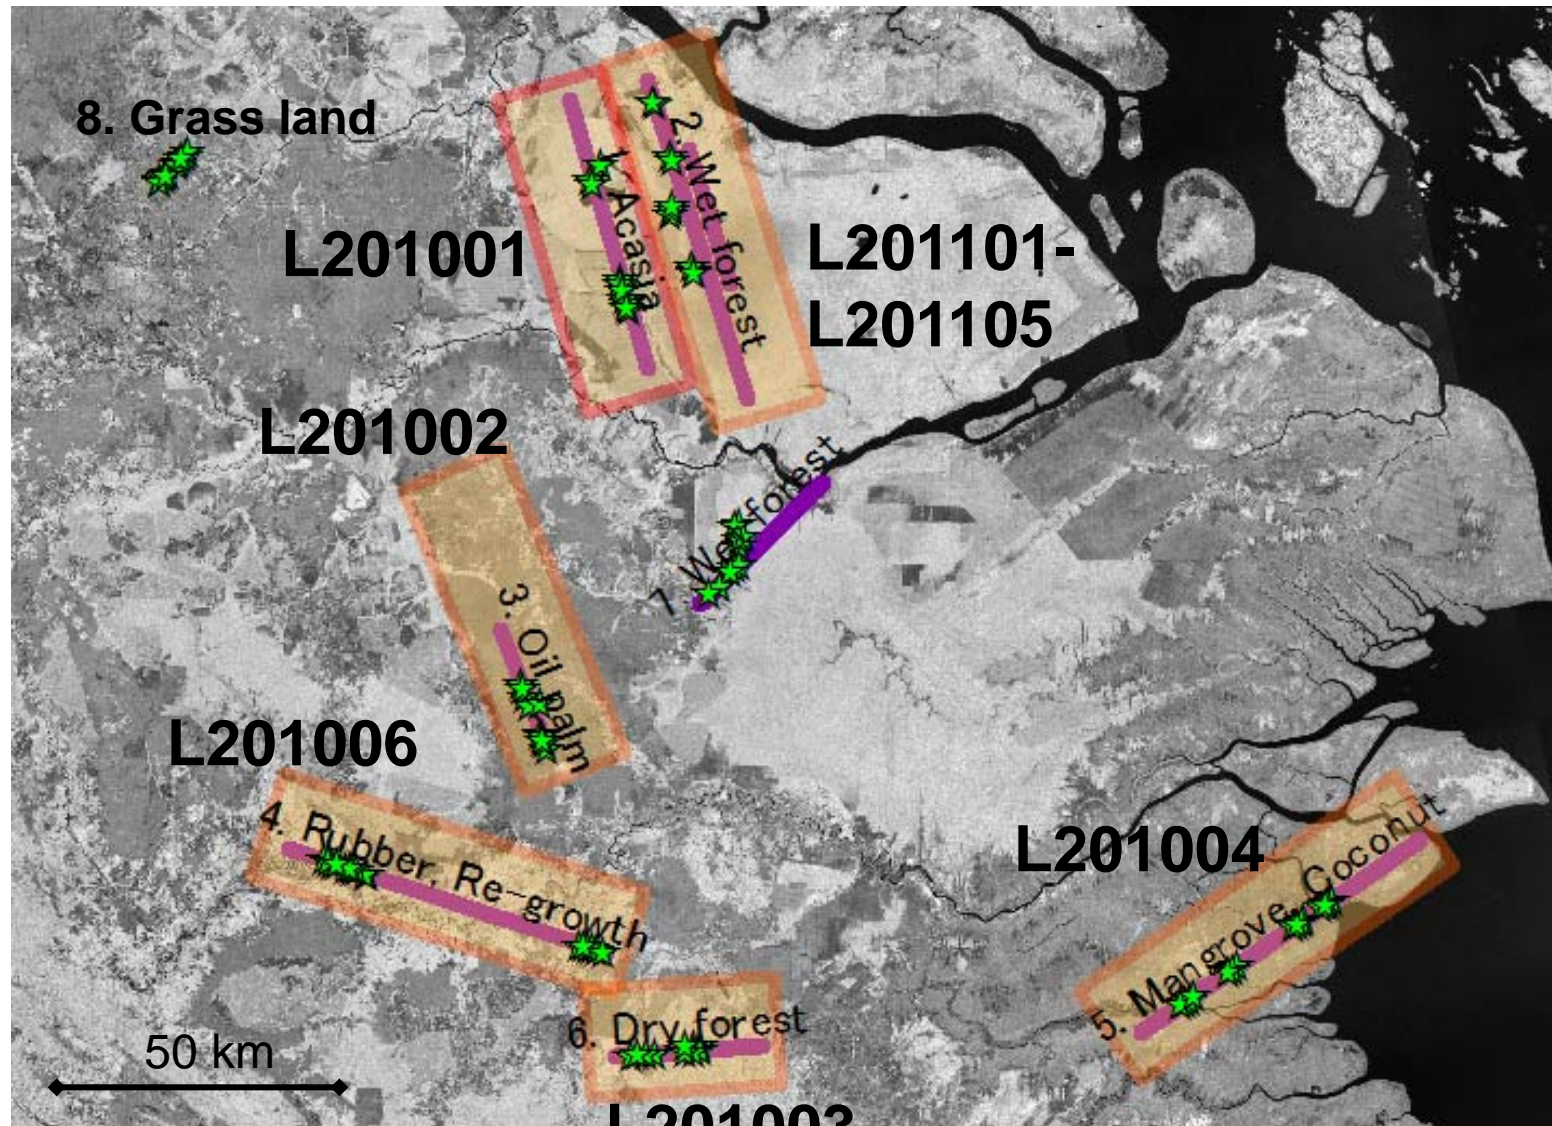 8. Grass land
2. Wet forest
Acasia
L201001
L201101-
L201105
L201002
1. Wet forest
3. Oil palm
L201006
4. Rubber, Re-growth
L201004
5. Mangrove, Coconut
6. Dry forest
50 km
L201003